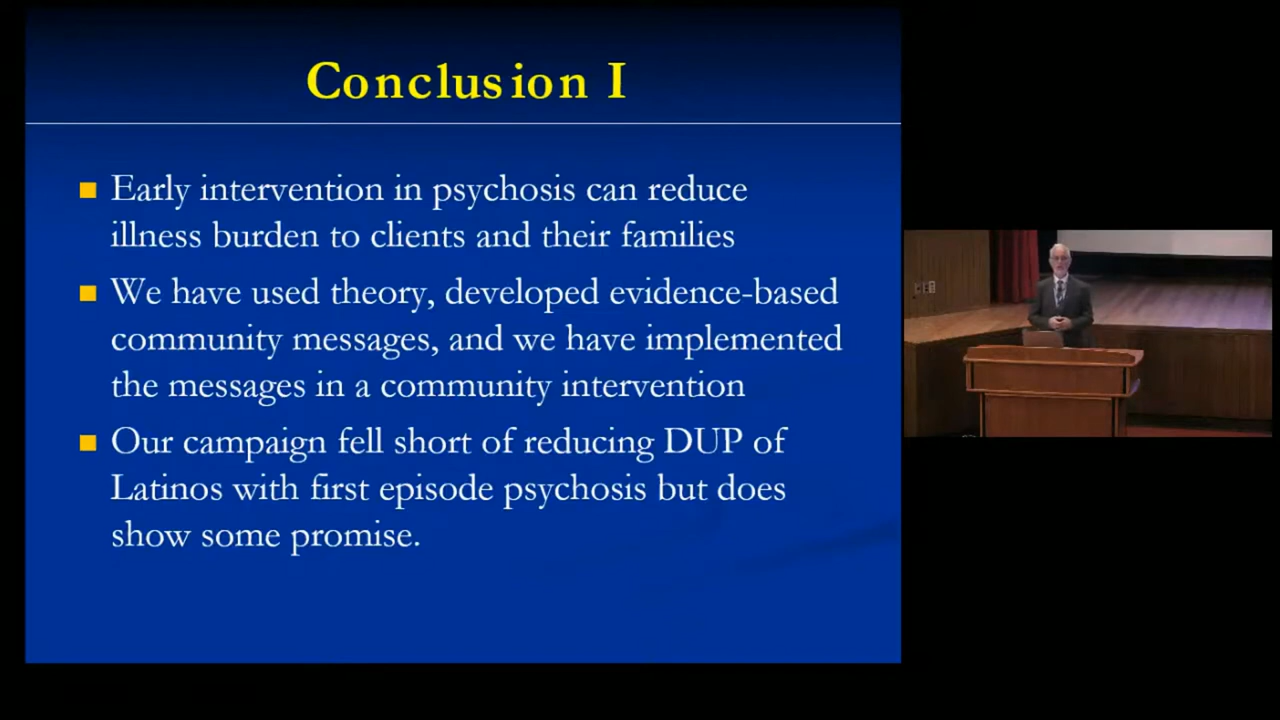 Conclusion I
Early intervention in psychosis can reduce
illness burden to clients and their families
We have used theory, developed evidence-based
community messages, and we have implemented
the messages in a community intervention
Our campaign fell short of reducing DUP of
Latinos with first episode psychosis but does
show some promise.